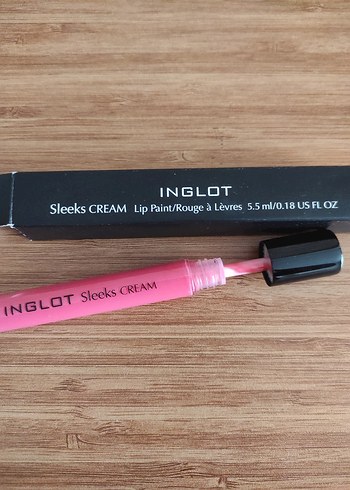 INGLOT
Sleeks CREAM Lip Paint/Rouge à Lèvres 5.5 ml/0.18 US FL OZ
INGLOT Sleeks CREAM